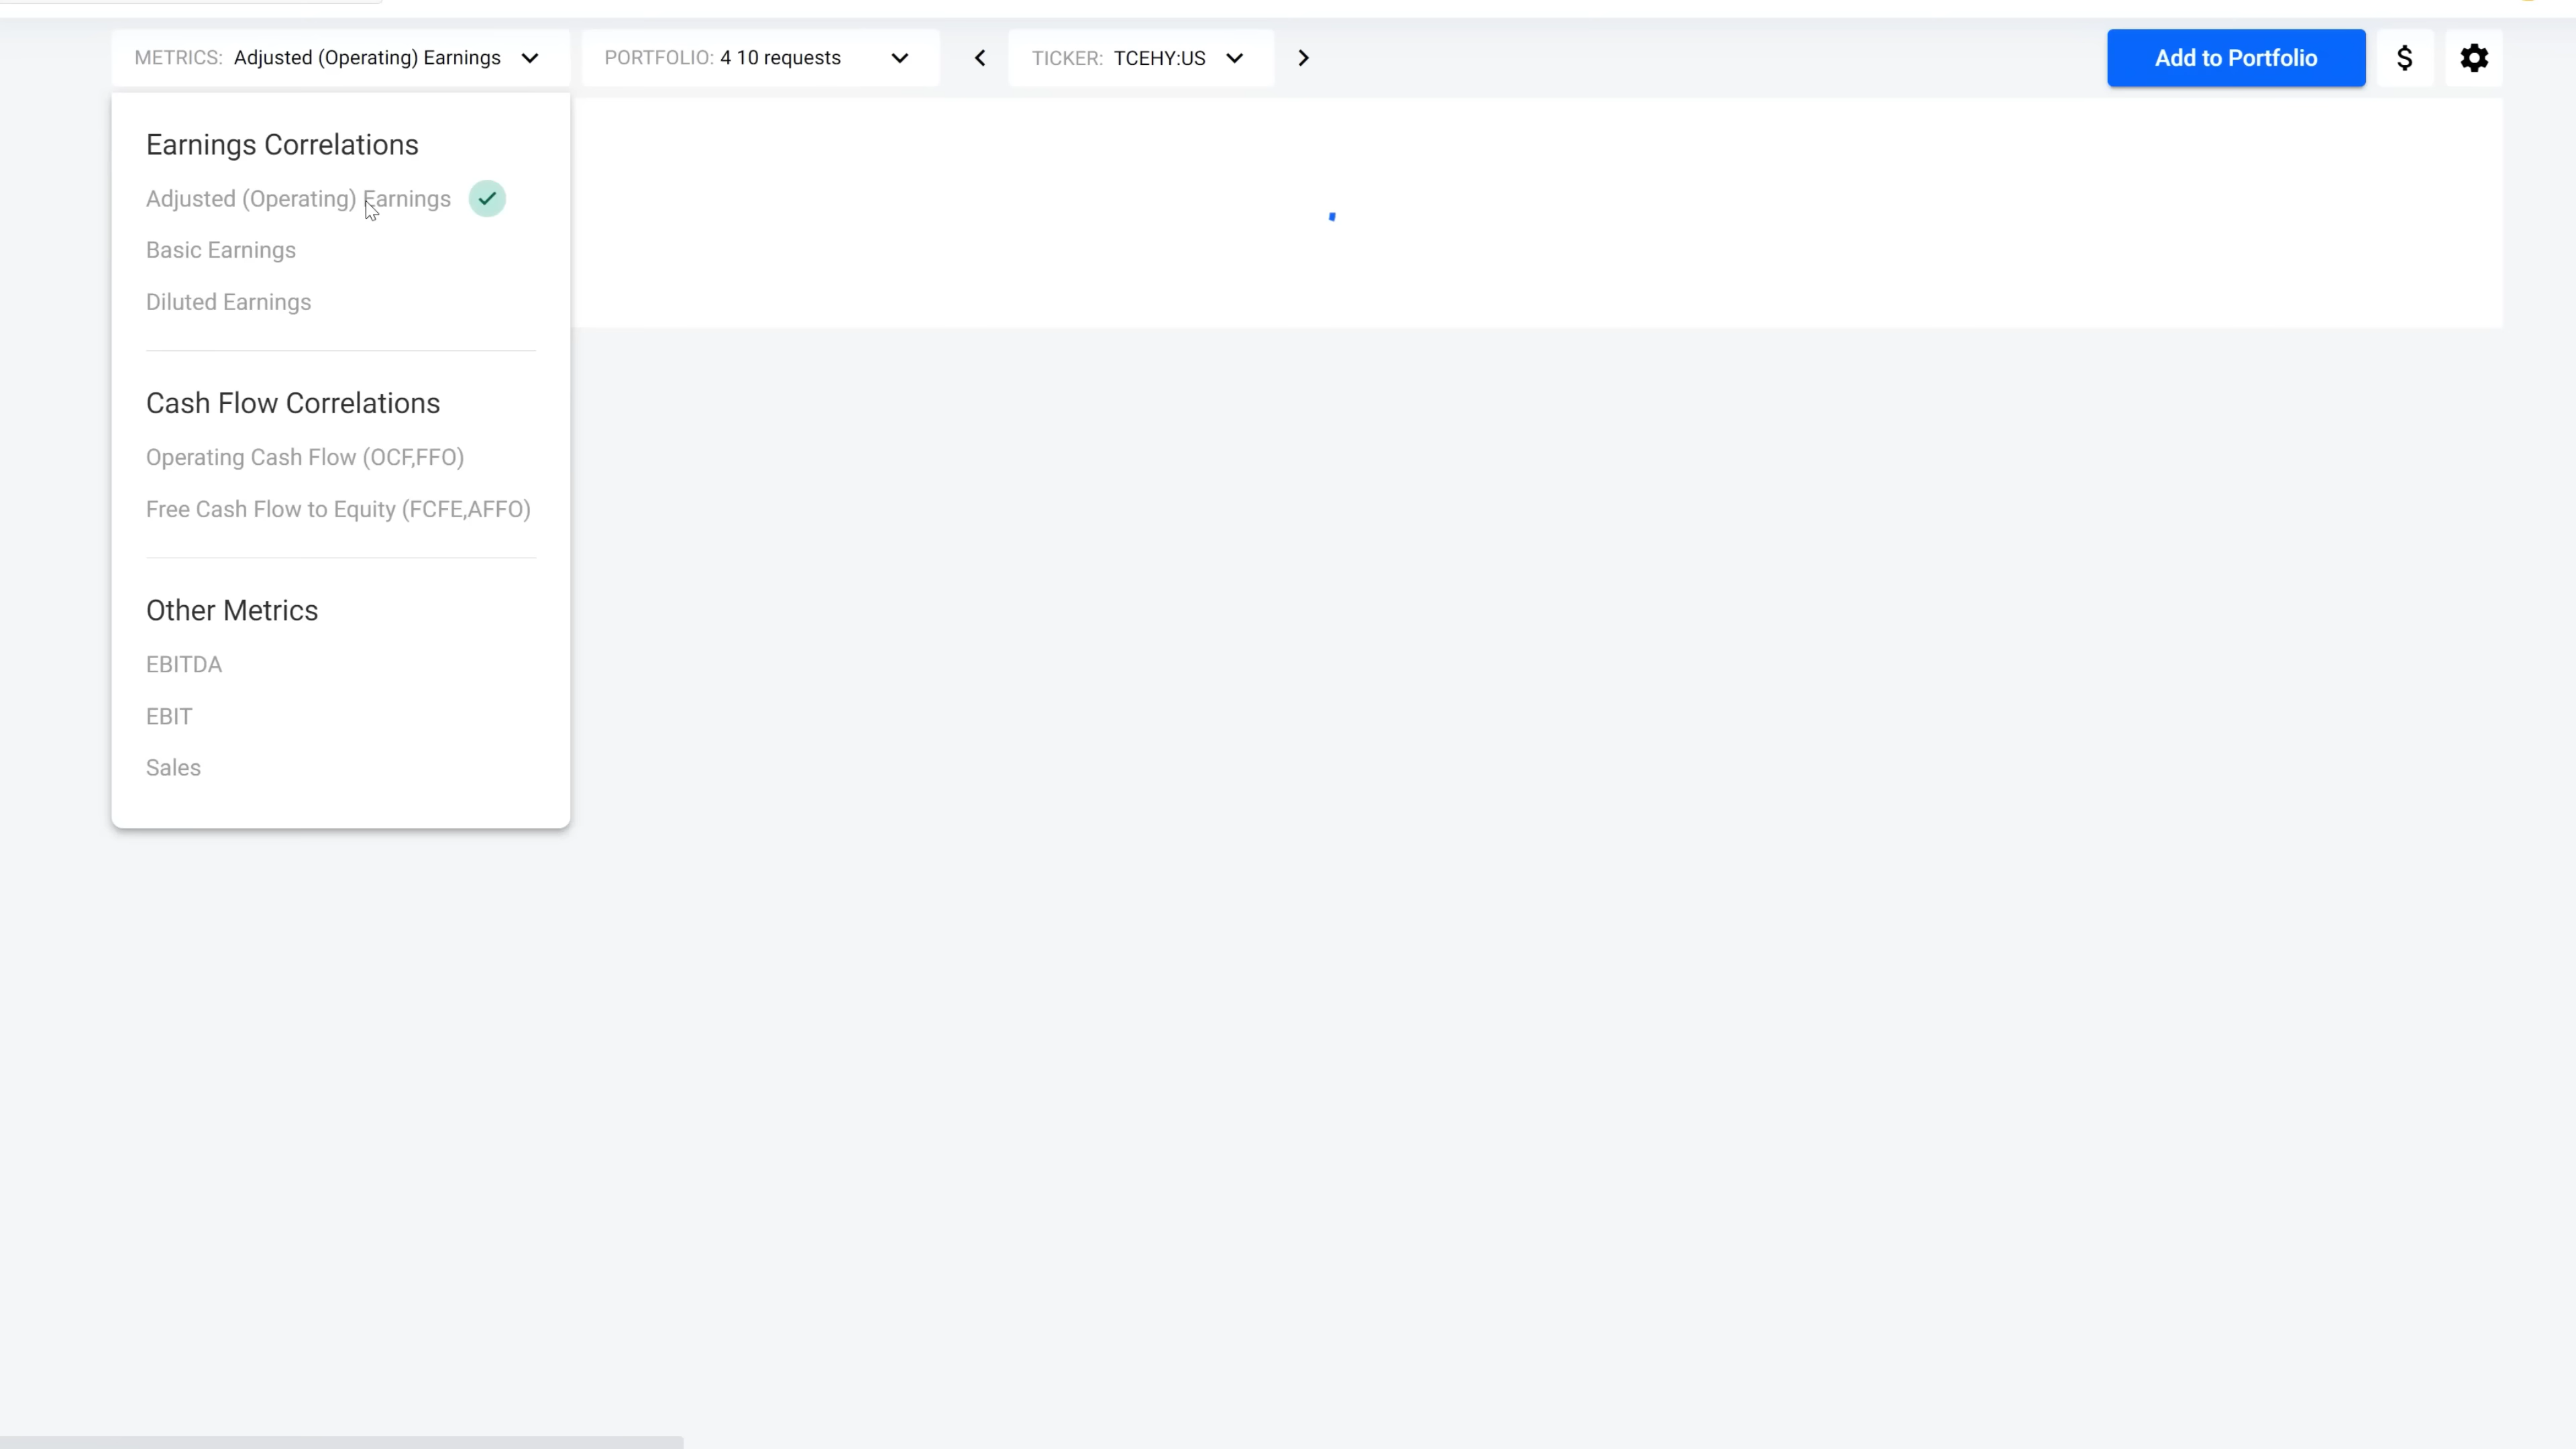 METRICS: Adjusted (Operating) Earnings PORTFOLIO: 4 10 requests TICKER: TCEHY:US Add to Portfolio $
Earnings Correlations
Adjusted (Operating) Earnings
Basic Earnings
Diluted Earnings
Cash Flow Correlations
Operating Cash Flow (OCF,FFO)
Free Cash Flow to Equity (FCFE,AFFO)
Other Metrics
EBITDA
EBIT
Sales